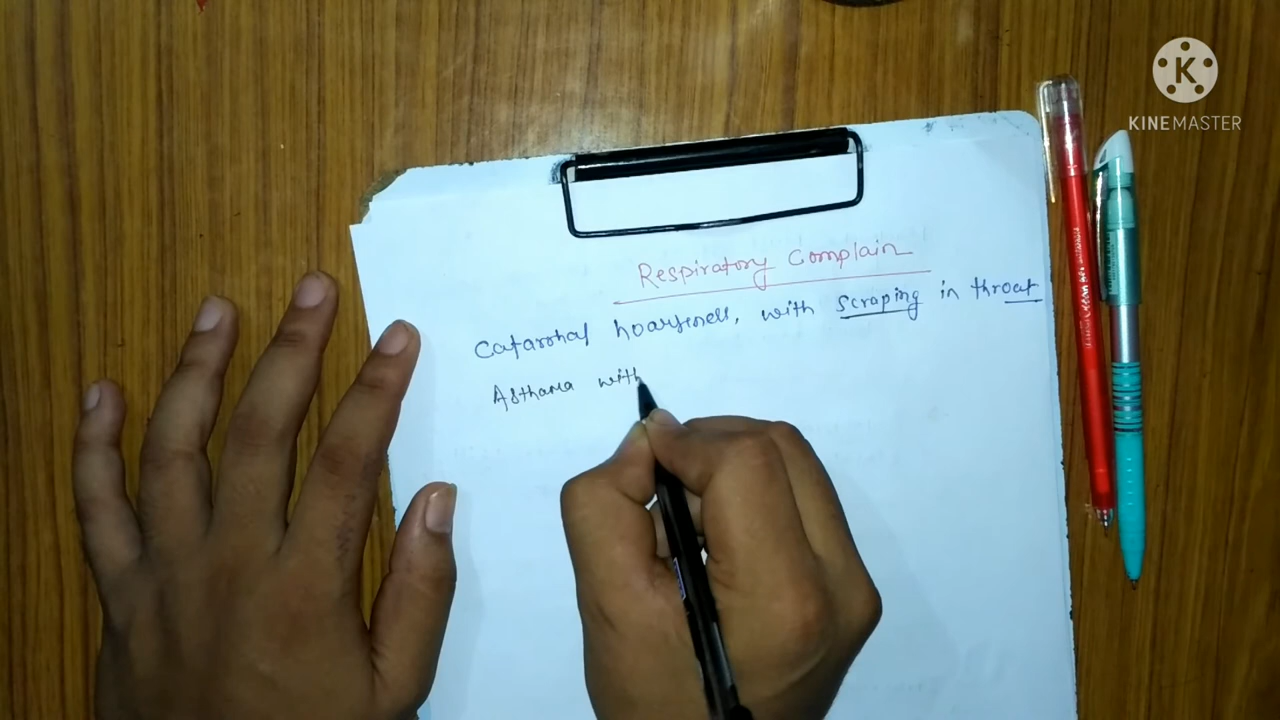 KINEMASTER
Respiratory Complain
Catarrhal hoarseness, with scraping in throat
Asthama with